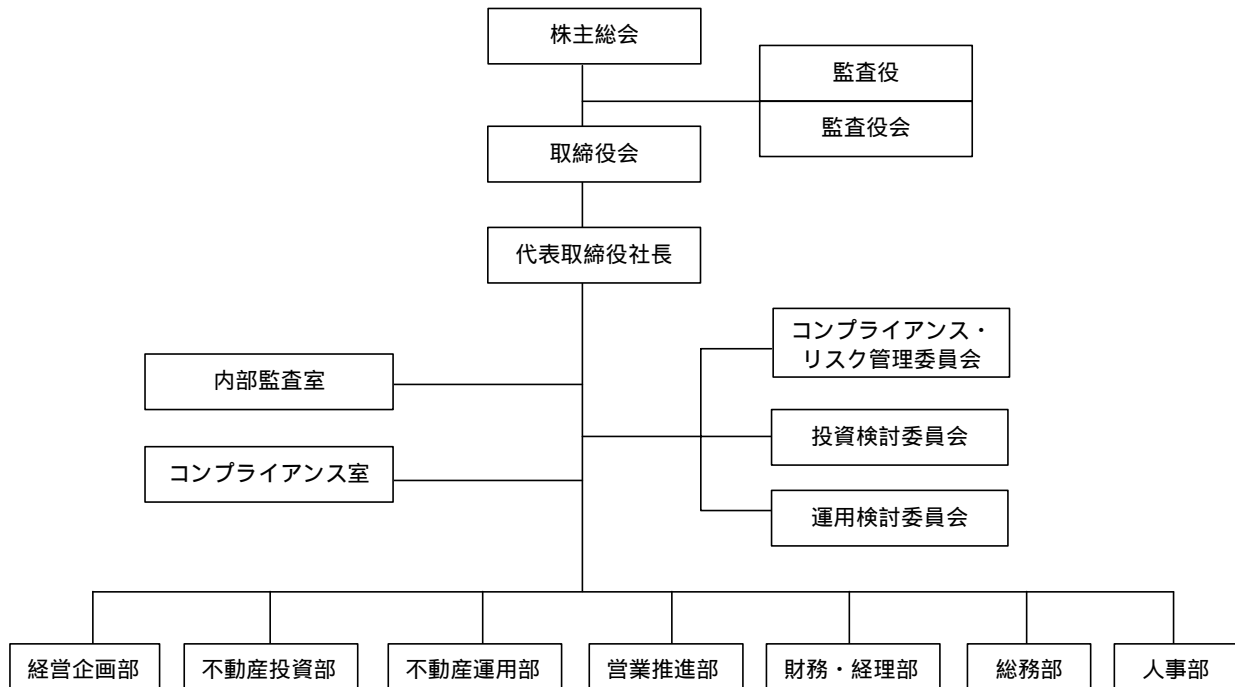 株主総会
監査役
監査役会
取締役会
代表取締役社長
コンプライアンス・
リスク管理委員会
内部監査室
投資検討委員会
コンプライアンス室
運用検討委員会
経営企画部
不動産投資部
不動産運用部
営業推進部
財務・経理部
総務部
人事部